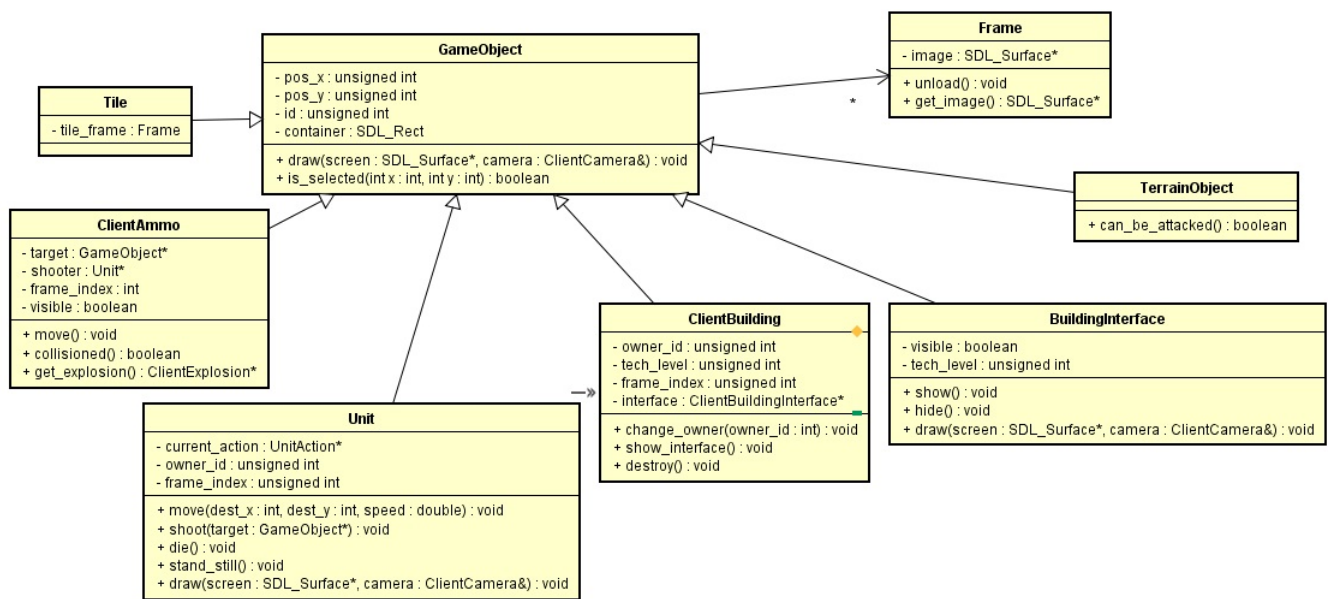 GameObject
- pos_x : unsigned int
- pos_y : unsigned int
- id : unsigned int
- container : SDL_Rect
+ draw(screen : SDL_Surface*, camera : ClientCamera&) : void
+ is_selected(int x : int, int y : int) : boolean
Frame
- image : SDL_Surface*
+ unload() : void
+ get_image() : SDL_Surface*
*
Tile
- tile_frame : Frame
TerrainObject
+ can_be_attacked() : boolean
ClientAmmo
- target : GameObject*
- shooter : Unit*
- frame_index : int
- visible : boolean
+ move() : void
+ collisioned() : boolean
+ get_explosion() : ClientExplosion*
Unit
- current_action : UnitAction*
- owner_id : unsigned int
- frame_index : unsigned int
+ move(dest_x : int, dest_y : int, speed : double) : void
+ shoot(target : GameObject*) : void
+ die() : void
+ stand_still() : void
+ draw(screen : SDL_Surface*, camera : ClientCamera&) : void
ClientBuilding
- owner_id : unsigned int
- tech_level : unsigned int
- frame_index : unsigned int
- interface : ClientBuildingInterface*
+ change_owner(owner_id : int) : void
+ show_interface() : void
+ destroy() : void
BuildingInterface
- visible : boolean
- tech_level : unsigned int
+ show() : void
+ hide() : void
+ draw(screen : SDL_Surface*, camera : ClientCamera&) : void